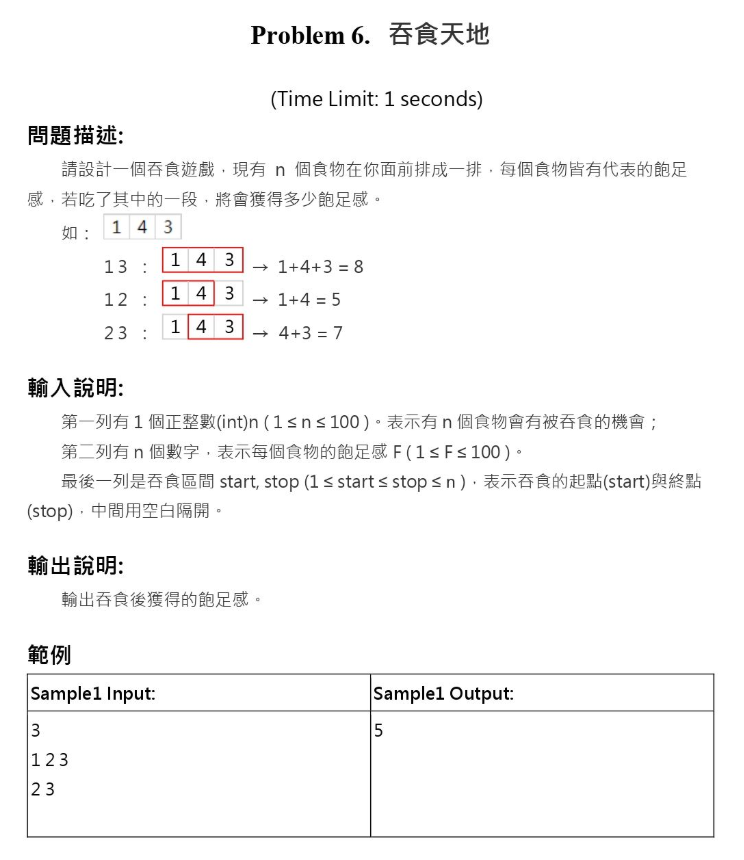 Problem 6. 吞食天地
(Time Limit: 1 seconds)
問題描述:
請設計一個吞食遊戲,現有 n 個食物在你面前排成一排,每個食物皆有代表的飽足
感,若吃了其中的一段,將會獲得多少飽足感。
如: 1 4 3
1 3 : 1 4 3 → 1+4+3 = 8
1 2 : 1 4 3 → 1+4 = 5
2 3 : 1 4 3 → 4+3 = 7
輸入說明:
第一列有 1 個正整數(int)n ( 1 ≤ n ≤ 100 )。表示有 n 個食物會有被吞食的機會;
第二列有 n 個數字,表示每個食物的飽足感 F ( 1 ≤ F ≤ 100 )。
最後一列是吞食區間 start, stop (1 ≤ start ≤ stop ≤ n ),表示吞食的起點(start)與終點
(stop),中間用空白隔開。
輸出說明:
輸出吞食後獲得的飽足感。
範例
Sample1 Input: Sample1 Output:
3 5
1 2 3
2 3